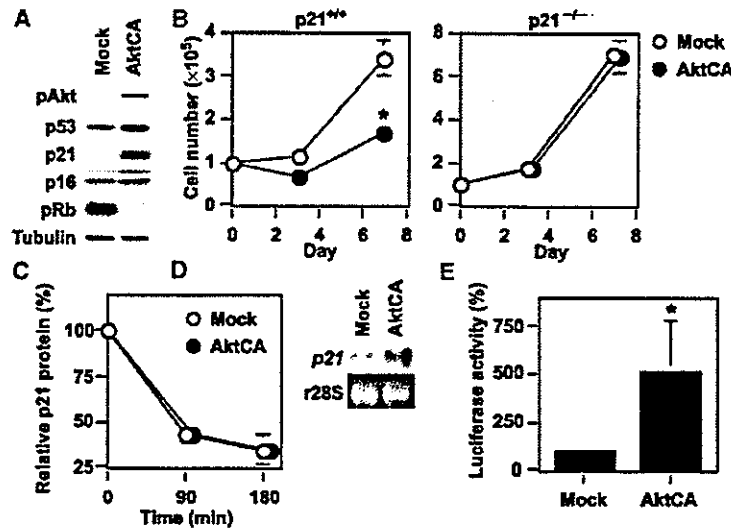 A
Mock
AktCA
pAkt
p53
p21
p16
pRb
Tubulin
B
p21+/+
p21−/−
Mock
AktCA
Cell number (×10⁵)
4
3
2
1
0
*
0 2 4 6 8
Day
8
6
4
2
0
0 2 4 6 8
Day
C
Relative p21 protein (%)
100
75
50
25
Mock
AktCA
0 90 180
Time (min)
D
Mock
AktCA
p21
r28S
E
Luciferase activity (%)
750
500
250
0
*
Mock AktCA